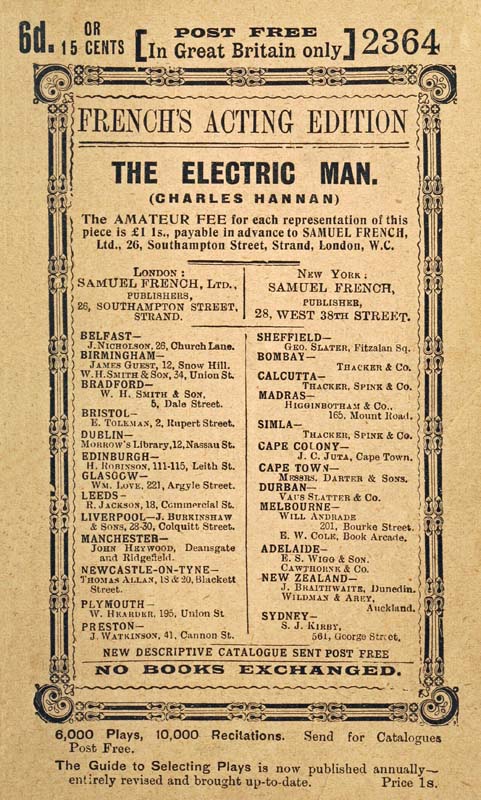 6d. OR 15 CENTS [POST FREE In Great Britain only] 2364
FRENCH'S ACTING EDITION
THE ELECTRIC MAN.
(CHARLES HANNAN)
The AMATEUR FEE for each representation of this
piece is £1 1s., payable in advance to SAMUEL FRENCH,
Ltd., 26, Southampton Street, Strand, London, W.C.
LONDON:
SAMUEL FRENCH, LTD.,
PUBLISHERS,
26, SOUTHAMPTON STREET,
STRAND.
NEW YORK:
SAMUEL FRENCH,
PUBLISHER,
28, WEST 38TH STREET.
BELFAST—
J. NICHOLSON, 26, Church Lane.
BIRMINGHAM—
JAMES GUEST, 12, Snow Hill.
W. H. SMITH & SON, 34, Union St.
BRADFORD—
W. H. SMITH & SON,
5, Dale Street.
BRISTOL—
E. TOLEMAN, 2, Rupert Street.
DUBLIN—
MORROW'S Library, 12, Nassau St.
EDINBURGH—
H. ROBINSON, 111-115, Leith St.
GLASGOW—
WM. LOVE, 221, Argyle Street.
LEEDS—
R. JACKSON, 18, Commercial St.
LIVERPOOL—J. BURKINSHAW
& SONS, 28-30, Colquitt Street.
MANCHESTER—
JOHN HEYWOOD, Deansgate
and Ridgefield.
NEWCASTLE-ON-TYNE—
THOMAS ALLAN, 18 & 20, Blackett
Street.
PLYMOUTH—
W. HEARDER, 195, Union St
PRESTON—
J. WATKINSON, 41, Cannon St.
SHEFFIELD—
GEO. SLATER, Fitzalan Sq.
BOMBAY—
THACKER & Co.
CALCUTTA—
THACKER, SPINK & Co.
MADRAS—
HIGGINBOTHAM & Co.,
165, Mount Road.
SIMLA—
THACKER, SPINK & Co.
CAPE COLONY—
J. C. JUTA, Cape Town.
CAPE TOWN—
MESSRS. DARTER & SONS.
DURBAN—
VAUS SLATTER & Co.
MELBOURNE—
WILL ANDRADE
201, Bourke Street.
E. W. COLE, Book Arcade.
ADELAIDE—
E. S. WIGG & SON.
CAWTHORNE & Co.
NEW ZEALAND—
J. BRAITHWAITE, Dunedin.
WILDMAN & AREY,
Auckland.
SYDNEY—
S. J. KIRBY,
561, George Street.
NEW DESCRIPTIVE CATALOGUE SENT POST FREE
NO BOOKS EXCHANGED.
6,000 Plays, 10,000 Recitations. Send for Catalogues
Post Free.
The Guide to Selecting Plays is now published annually—
entirely revised and brought up-to-date. Price 1s.